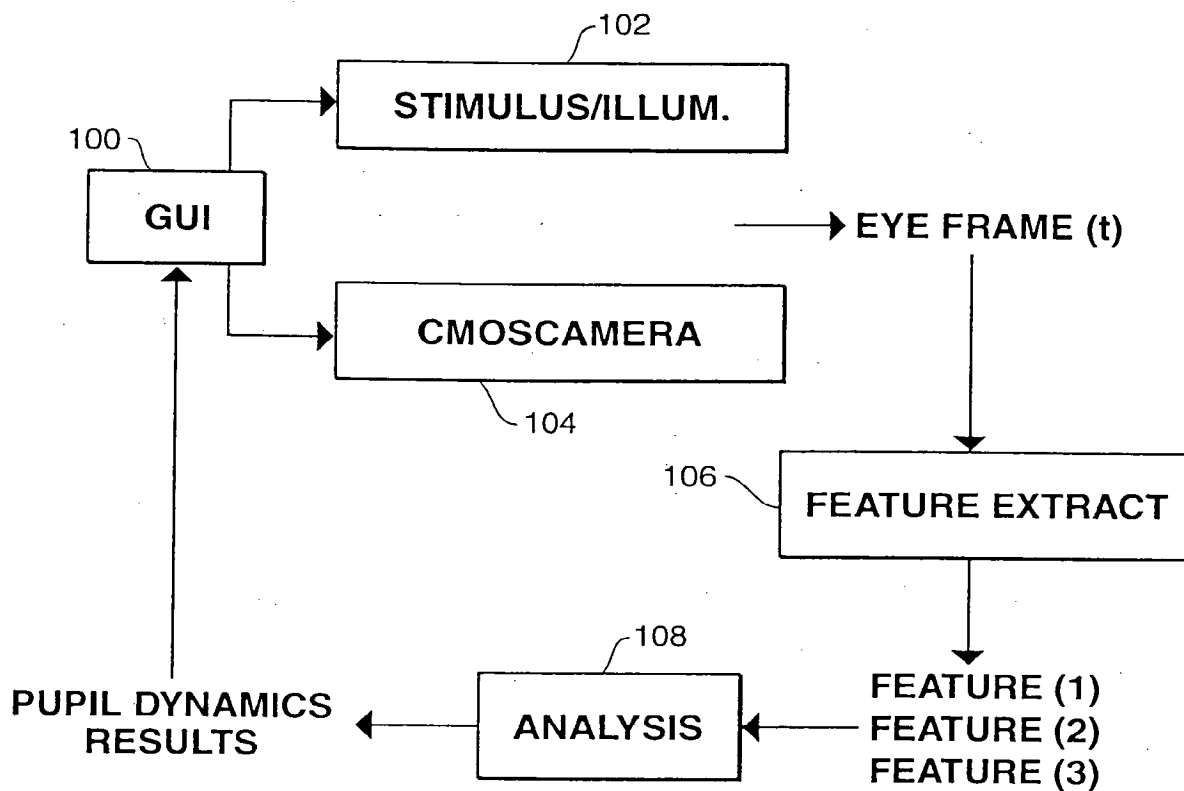 102
STIMULUS/ILLUM.
100
GUI
EYE FRAME (t)
CMOSCAMERA
104
106
FEATURE EXTRACT
108
FEATURE (1)
FEATURE (2)
FEATURE (3)
ANALYSIS
PUPIL DYNAMICS
RESULTS